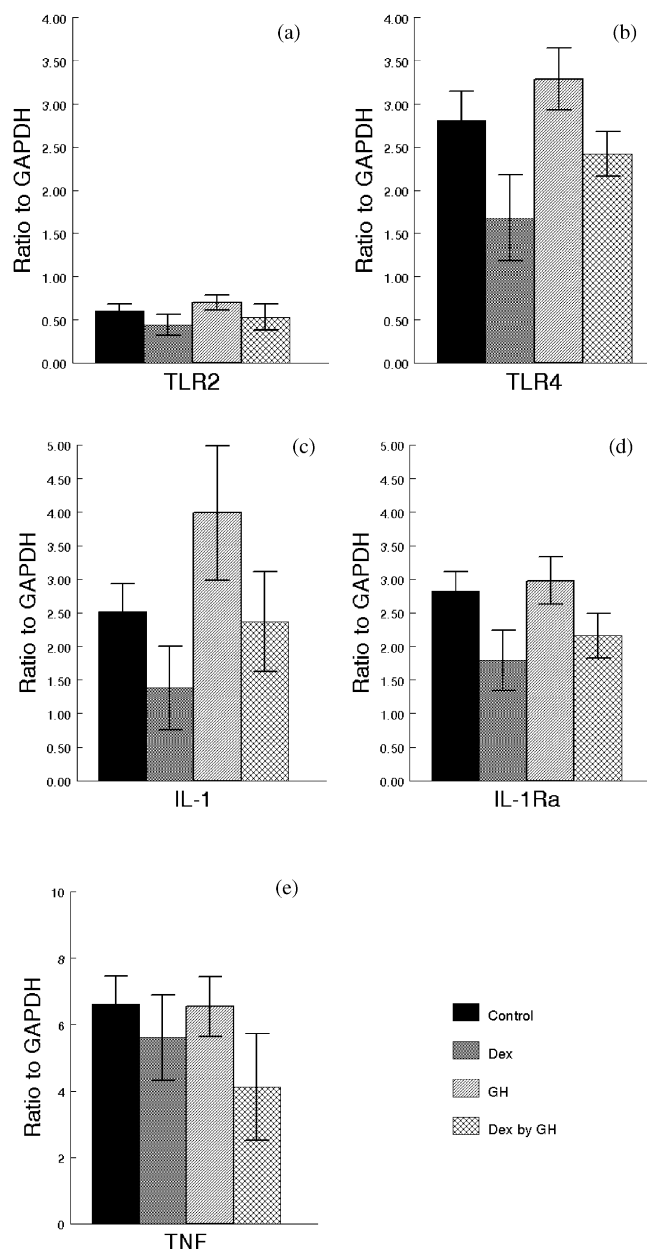 (a)
4.00
3.50
3.00
2.50
2.00
1.50
1.00
0.50
0.00
Ratio to GAPDH
TLR2
(b)
4.00
3.50
3.00
2.50
2.00
1.50
1.00
0.50
0.00
Ratio to GAPDH
TLR4
(c)
5.00
4.50
4.00
3.50
3.00
2.50
2.00
1.50
1.00
0.50
0.00
Ratio to GAPDH
IL-1
(d)
5.00
4.50
4.00
3.50
3.00
2.50
2.00
1.50
1.00
0.50
0.00
Ratio to GAPDH
IL-1Ra
(e)
10
8
6
4
2
0
Ratio to GAPDH
TNF
Control
Dex
GH
Dex by GH